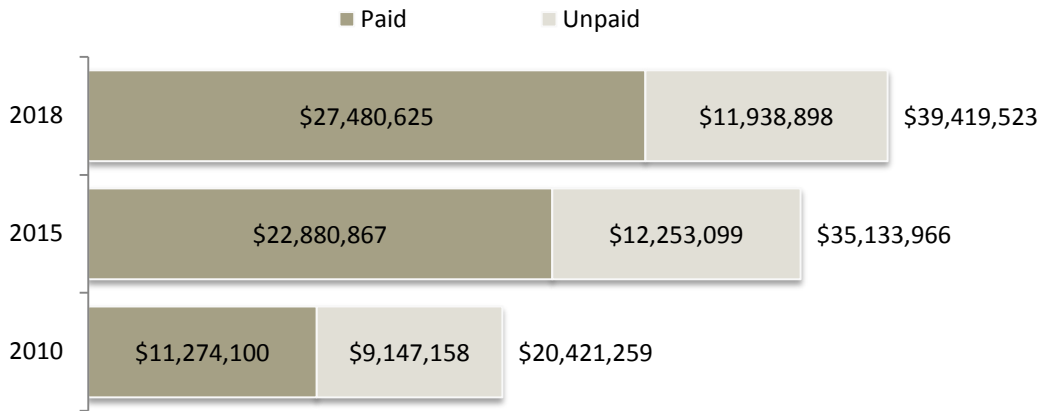 Paid Unpaid
2018 $27,480,625 $11,938,898 $39,419,523
2015 $22,880,867 $12,253,099 $35,133,966
2010 $11,274,100 $9,147,158 $20,421,259